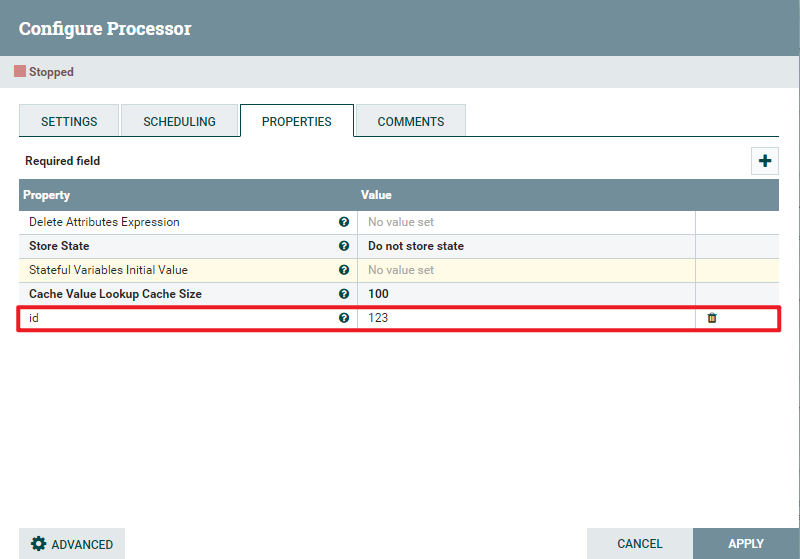 Configure Processor
Stopped
SETTINGS SCHEDULING PROPERTIES COMMENTS
Required field
Property Value
Delete Attributes Expression No value set
Store State Do not store state
Stateful Variables Initial Value No value set
Cache Value Lookup Cache Size 100
id 123
ADVANCED CANCEL APPLY